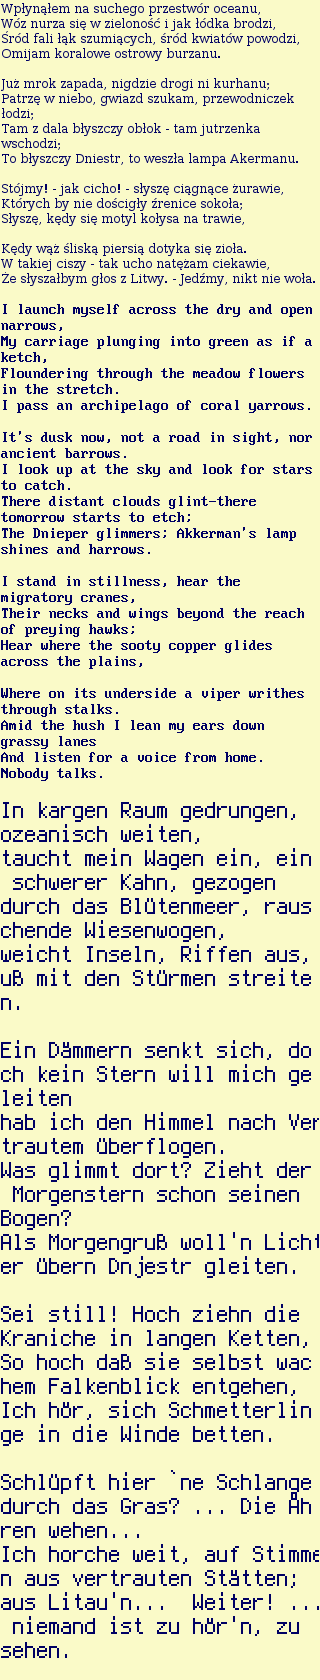 Wpłynąłem na suchego przestwór oceanu,
Wóz nurza się w zieloność i jak łódka brodzi,
Śród fali łąk szumiących, śród kwiatów powodzi,
Omijam koralowe ostrowy burzanu.

Już mrok zapada, nigdzie drogi ni kurhanu;
Patrzę w niebo, gwiazd szukam, przewodniczek
łodzi;
Tam z dala błyszczy obłok - tam jutrzenka
wschodzi;
To błyszczy Dniestr, to weszła lampa Akermanu.

Stójmy! - jak cicho! - słyszę ciągnące żurawie,
Których by nie dościgły źrenice sokoła;
Słyszę, kędy się motyl kołysa na trawie,

Kędy wąż śliską piersią dotyka się zioła.
W takiej ciszy - tak ucho natężam ciekawie,
Że słyszałbym głos z Litwy. - Jedźmy, nikt nie woła.

I launch myself across the dry and open
narrows,
My carriage plunging into green as if a
ketch,
Floundering through the meadow flowers
in the stretch.
I pass an archipelago of coral yarrows.

It's dusk now, not a road in sight, nor
ancient barrows.
I look up at the sky and look for stars
to catch.
There distant clouds glint—there
tomorrow starts to etch;
The Dnieper glimmers; Akkerman's lamp
shines and harrows.

I stand in stillness, hear the
migratory cranes,
Their necks and wings beyond the reach
of preying hawks;
Hear where the sooty copper glides
across the plains,

Where on its underside a viper writhes
through stalks.
Amid the hush I lean my ears down
grassy lanes
And listen for a voice from home.
Nobody talks.

In kargen Raum gedrungen,
ozeanisch weiten,
taucht mein Wagen ein, ein
 schwerer Kahn, gezogen
durch das Blütenmeer, raus
chende Wiesenwogen,
weicht Inseln, Riffen aus,
uß mit den Stürmen streite
n.

Ein Dämmern senkt sich, do
ch kein Stern will mich ge
leiten
hab ich den Himmel nach Ver
trautem überflogen.
Was glimmt dort? Zieht der
 Morgenstern schon seinen
Bogen?
Als Morgengruß woll'n Licht
er übern Dnjestr gleiten.

Sei still! Hoch ziehn die
Kraniche in langen Ketten,
So hoch daß sie selbst wac
hem Falkenblick entgehen,
Ich hör, sich Schmetterlin
ge in die Winde betten.

Schlüpft hier `ne Schlange
durch das Gras? ... Die Äh
ren wehen...
Ich horche weit, auf Stimme
n aus vertrauten Stätten;
aus Litau'n...  Weiter! ...
 niemand ist zu hör'n, zu
sehen.